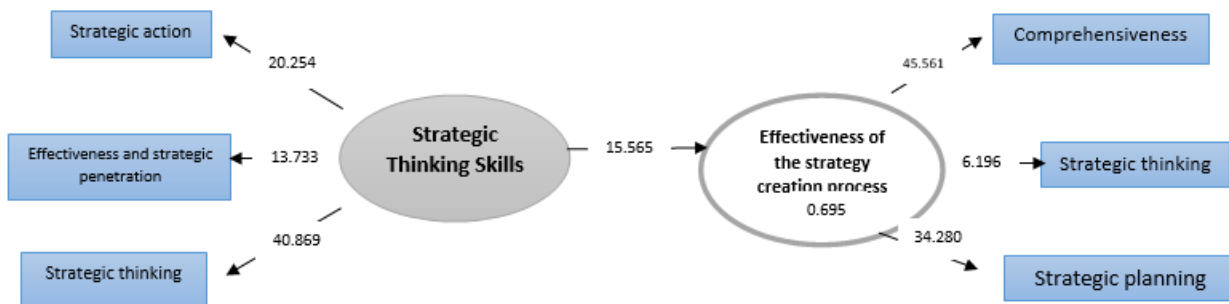 Strategic action
20.254
Effectiveness and strategic
penetration
13.733
Strategic thinking
40.869
Strategic
Thinking Skills
15.565
Effectiveness of
the strategy
creation process
0.695
Comprehensiveness
45.561
Strategic thinking
6.196
Strategic planning
34.280